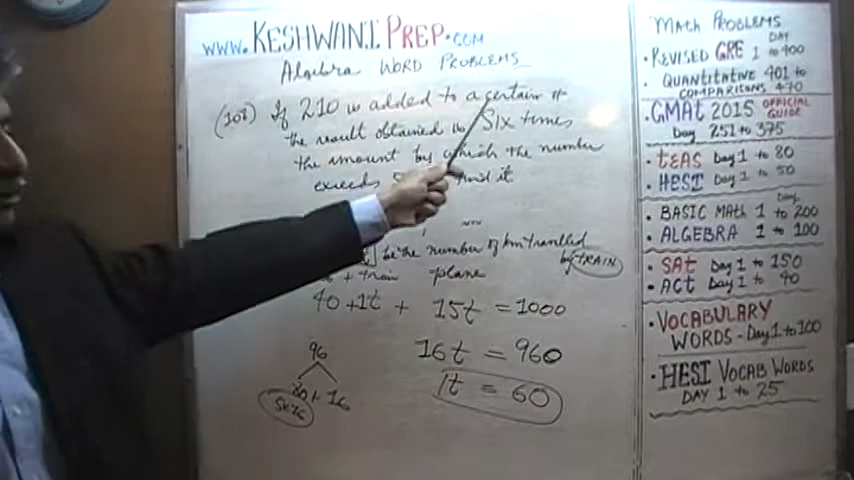 www.KESHWANI PREP.COM
Algebra WORD PROBLEMS
If 210 is added to a certain #
the result obtained is Six times
the amount by which the number
exceeds
it.
be the number of km travelled
by TRAIN
+ train plane
40 + 1t + 15t = 1000
16t = 960
1t = 60
96
80 + 16
5x16
MATH PROBLEMS
DAY
• REVISED GRE 1 to 400
• QUANTITATIVE 401 to
COMPARISONS 470
• GMAT 2015 OFFICIAL GUIDE
Day 251 to 375
• TEAS Day 1 to 80
• HESI Day 1 to 50
Day
• BASIC MATH 1 to 200
• ALGEBRA 1 to 100
• SAt Day 1 to 150
• ACt Day 1 to 40
• VOCABULARY
WORDS - Day 1 to 100
• HESI VOCAB WORDS
DAY 1 to 25